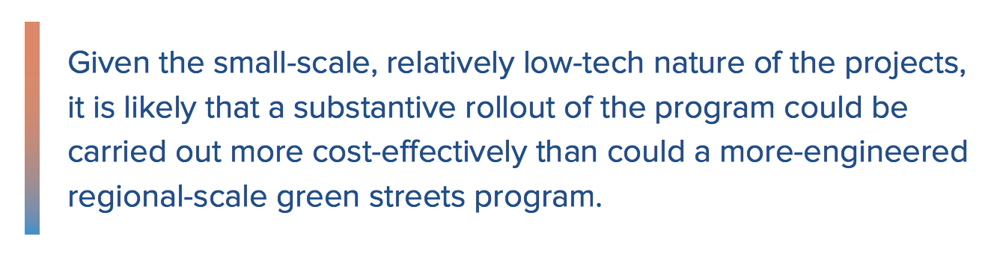 Given the small-scale, relatively low-tech nature of the projects,
it is likely that a substantive rollout of the program could be
carried out more cost-effectively than could a more-engineered
regional-scale green streets program.